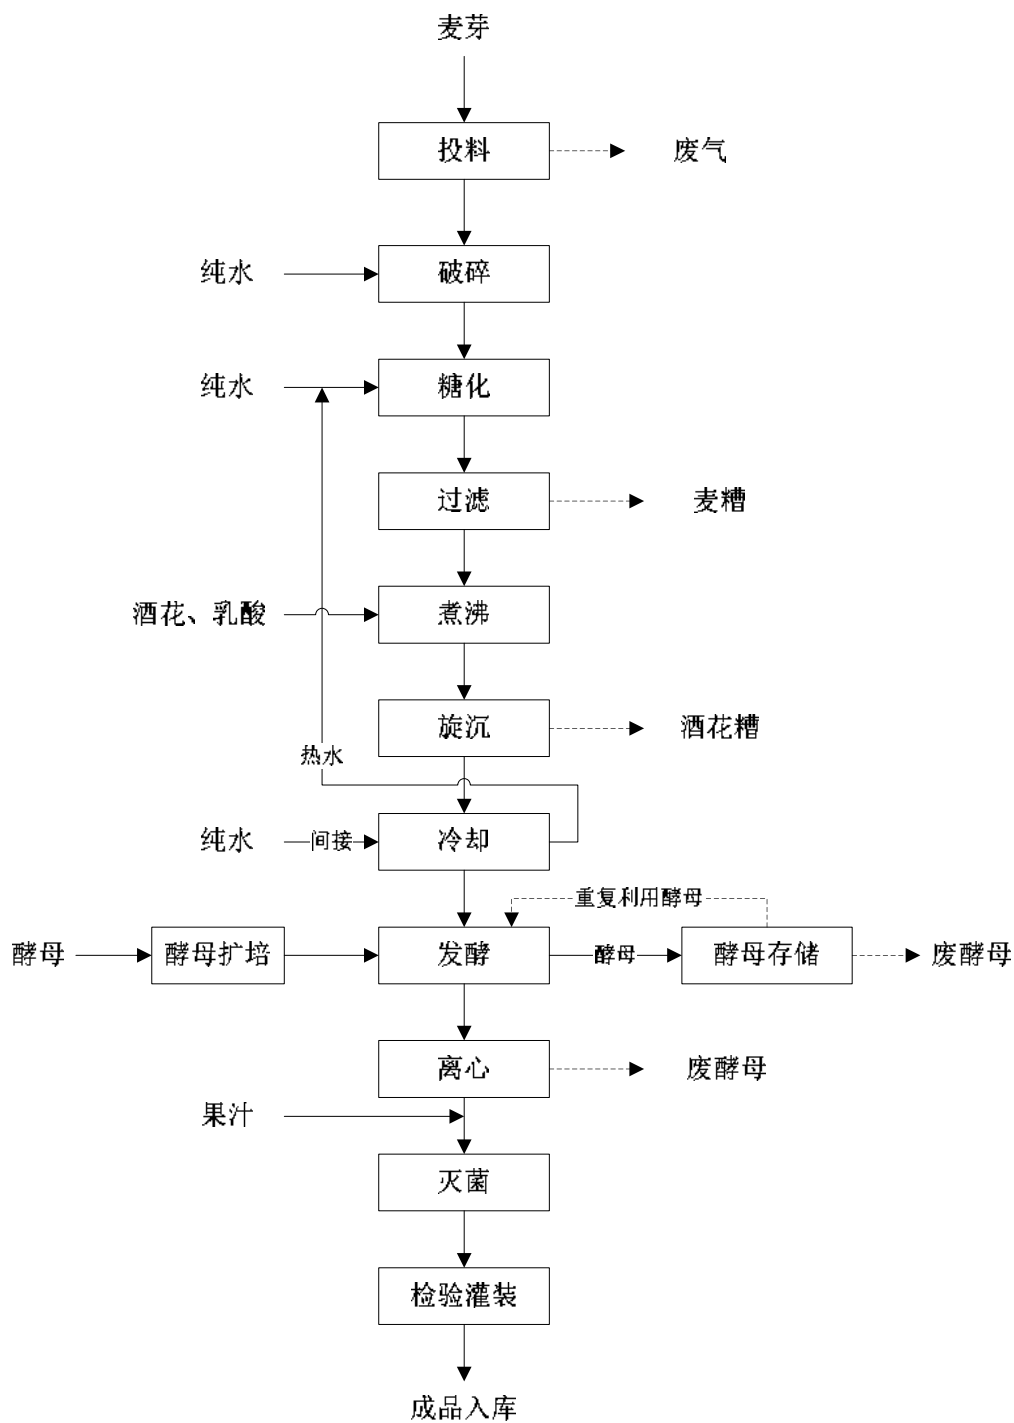 麦芽
投料
废气
纯水
破碎
纯水
糖化
过滤
麦糟
酒花、乳酸
煮沸
旋沉
酒花糟
热水
纯水
间接
冷却
重复利用酵母
酵母
酵母扩培
发酵
酵母
酵母存储
废酵母
离心
废酵母
果汁
灭菌
检验灌装
成品入库